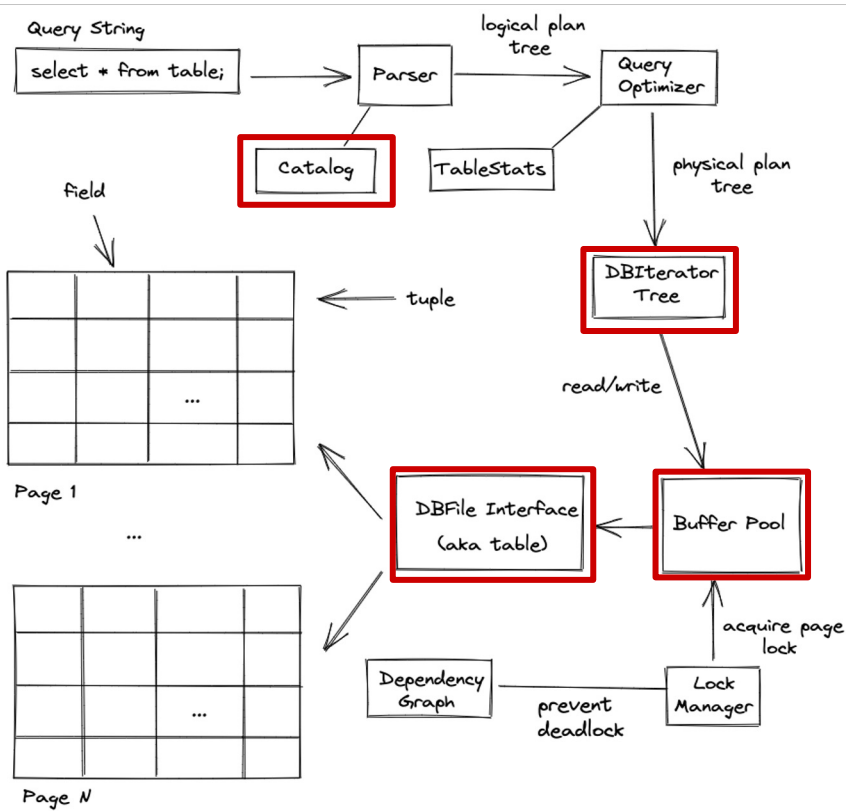 Query String
select * from table;
Parser
logical plan
tree
Query
Optimizer
Catalog
TableStats
physical plan
tree
field
DBIterator
Tree
tuple
...
read/write
Page 1
DBFile Interface
(aka table)
Buffer Pool
...
acquire page
lock
Dependency
Graph
prevent
deadlock
Lock
Manager
...
Page N